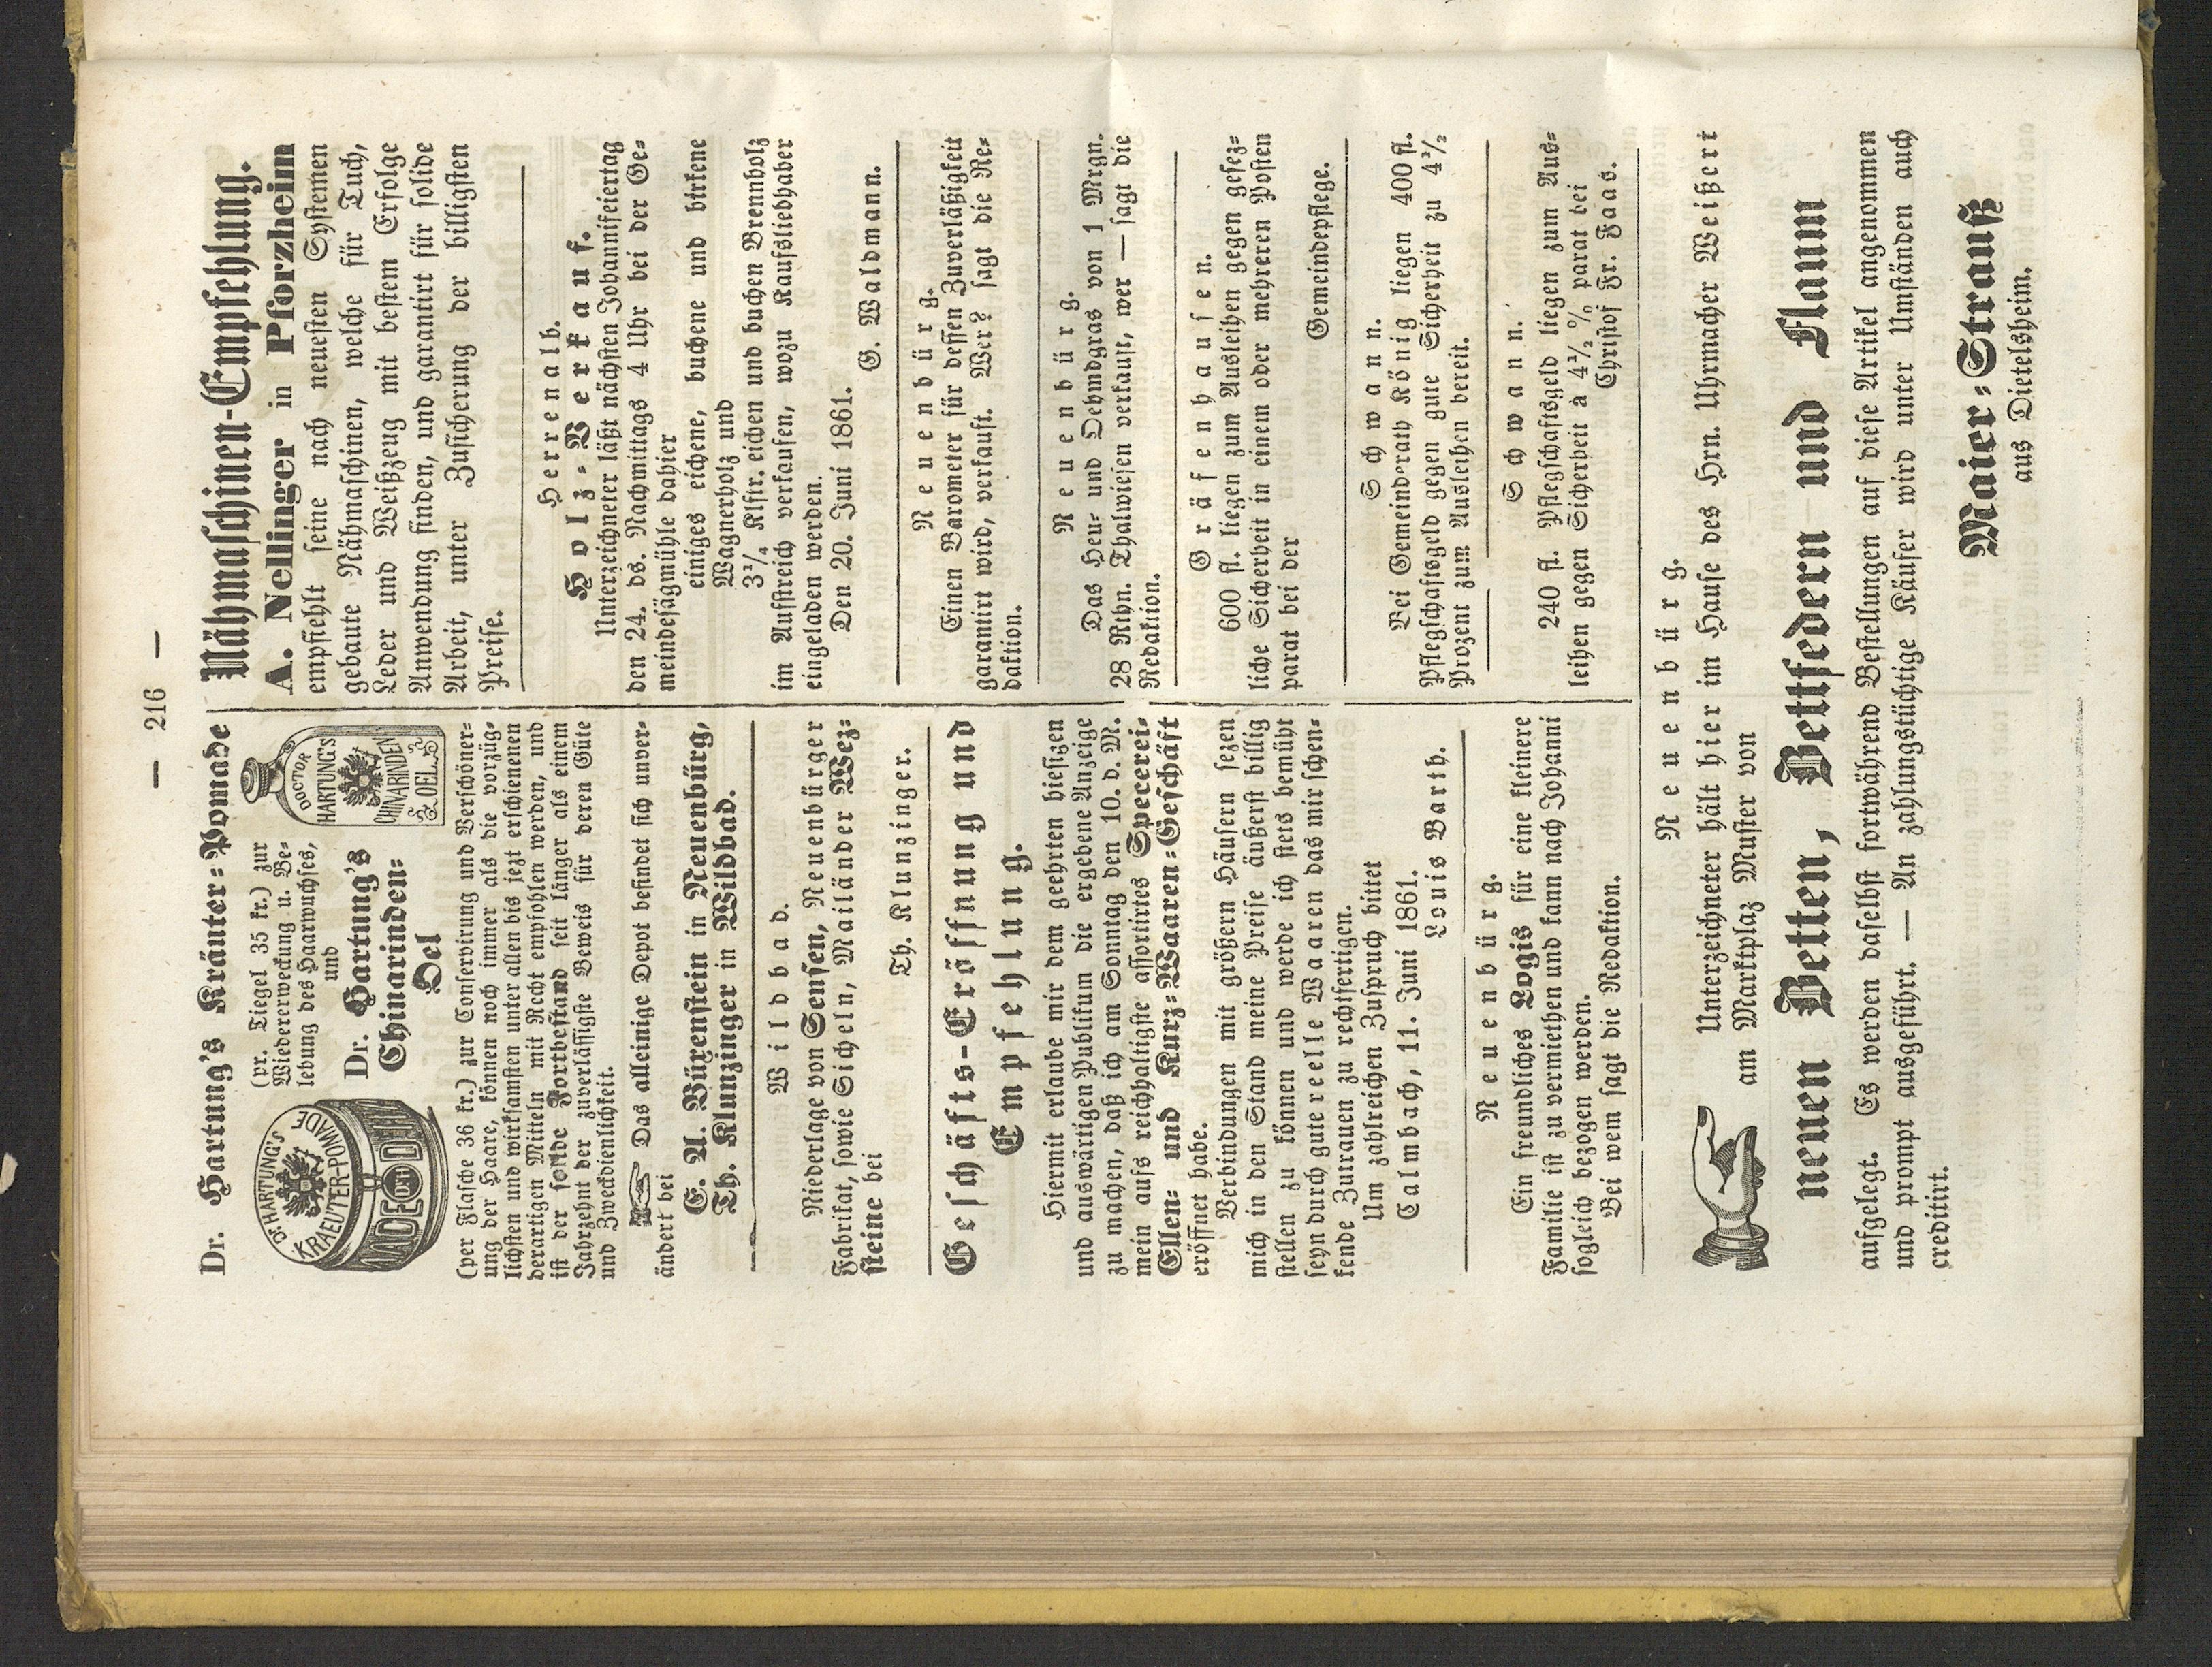 — 216 —
Dr. Hartung's Kräuter-Pomade
(pr. Tiegel 35 kr.) zur
Wiedererweckung u. Be-
lebung des Haarwuchses,
und
Dr. Hartung's
Chinarinden-
Oel
Dr. HARTUNG'S
KRAEUTER-POMADE
DOCTOR
HARTUNG'S
CHINARINDEN
OEL
(per Flasche 36 kr.) zur Conservirung und Verschöner-
ung der Haare, können noch immer als die vorzüg-
lichsten und wirksamsten unter allen bis jezt erschienenen
derartigen Mitteln mit Recht empfohlen werden, und
ist der solide Fortbestand seit länger als einem
Jahrzehnt der zuverlässigste Beweis für deren Güte
und Zweckdienlichkeit.
Das alleinige Depot befindet sich unver-
ändert bei
C. A. Bürenstein in Neuenbürg,
Th. Klunzinger in Wildbad.
Wildbad.
Niederlage von Sensen, Neuenbürger
Fabrikat, sowie Sicheln, Mailänder Wez-
steine bei
Th. Klunzinger.
Geschäfts-Eröffnung und
Empfehlung.
Hiermit erlaube mir dem geehrten hiesigen
und auswärtigen Publikum die ergebene Anzeige
zu machen, daß ich am Sonntag den 10. d. M.
mein aufs reichhaltigste assortirtes Specerei-
Ellen- und Kurz-Waaren-Geschäft
eröffnet habe.
Verbindungen mit größern Häusern sezen
mich in den Stand meine Preise äußerst billig
stellen zu können und werde ich stets bemüht
seyn durch gute reelle Waaren das mir schen-
kende Zutrauen zu rechtfertigen.
Um zahlreichen Zuspruch bittet
Calmbach, 11. Juni 1861.
Louis Barth.
Neuenbürg.
Ein freundliches Logis für eine kleinere
Familie ist zu vermiethen und kann nach Johanni
sogleich bezogen werden.
Bei wem sagt die Redaktion.
Nähmaschinen-Empfehlung.
A. Nellinger in Pforzheim
empfiehlt seine nach neuesten Systemen
gebaute Nähmaschinen, welche für Tuch,
Leder und Weißzeug mit bestem Erfolge
Anwendung finden, und garantirt für solide
Arbeit, unter Zusicherung der billigsten
Preise.
Herrenalb.
Holz-Verkauf.
Unterzeichneter läßt nächsten Johannifeiertag
den 24. ds. Nachmittags 4 Uhr bei der Ge-
meindesägmühle dahier
einiges eichene, buchene und birkene
Wagnerholz und
3¼ Klftr. eichen und buchen Brennholz
im Aufstreich verkaufen, wozu Kaufsliebhaber
eingeladen werden.
Den 20. Juni 1861.
G. Waldmann.
Neuenbürg.
Einen Barometer für dessen Zuverläßigkeit
garantirt wird, verkauft. Wer? sagt die Re-
daktion.
Neuenbürg.
Das Heu- und Oehmdgras von 1 Mrgn.
28 Rthn. Thalwiesen verkauft, wer — sagt die
Redaktion.
Gräfenhausen.
600 fl. liegen zum Ausleihen gegen gesez-
liche Sicherheit in einem oder mehreren Posten
parat bei der
Gemeindepflege.
Schwann.
Bei Gemeinderath König liegen 400 fl.
Pflegschaftsgeld gegen gute Sicherheit zu 4½
Prozent zum Ausleihen bereit.
Schwann.
240 fl. Pflegschaftsgeld liegen zum Aus-
leihen gegen Sicherheit à 4½ % parat bei
Christof Fr. Faas.
Neuenbürg.
Unterzeichneter hält hier im Hause des Hrn. Uhrmacher Weißert
am Marktplaz Muster von
neuen Betten, Bettfedern und Flaum
aufgelegt. Es werden daselbst fortwährend Bestellungen auf diese Artikel angenommen
und prompt ausgeführt. — An zahlungstüchtige Käufer wird unter Umständen auch
creditirt.
Maier-Strauß
aus Dietelsheim.